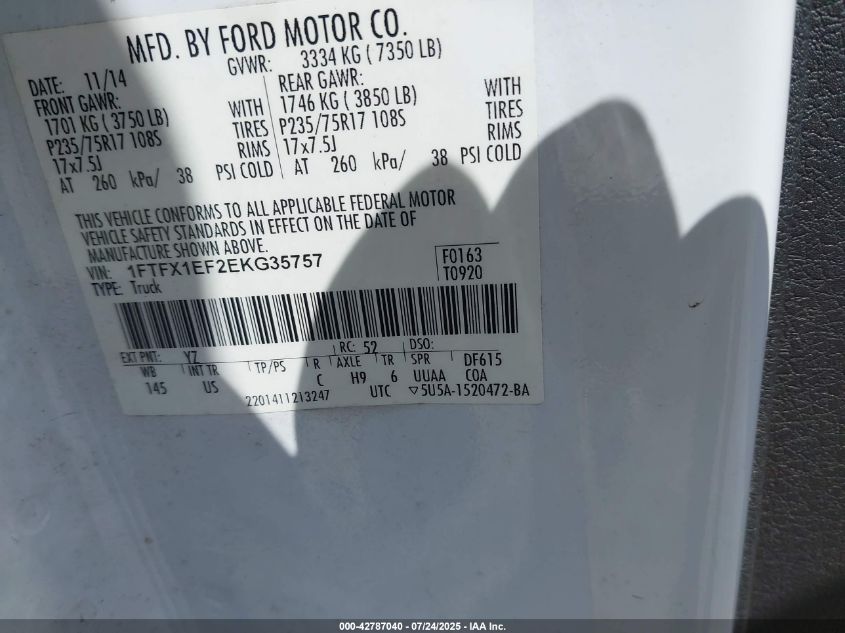 MFD. BY FORD MOTOR CO.
DATE: 11/14 GVWR: 3334 KG ( 7350 LB)
FRONT GAWR: REAR GAWR:
1701 KG ( 3750 LB) WITH 1746 KG ( 3850 LB) WITH
P235/75R17 108S TIRES P235/75R17 108S TIRES
17x7.5J RIMS 17x7.5J RIMS
AT 260 kPa/ 38 PSI COLD AT 260 kPa/ 38 PSI COLD
THIS VEHICLE CONFORMS TO ALL APPLICABLE FEDERAL MOTOR
VEHICLE SAFETY STANDARDS IN EFFECT ON THE DATE OF
MANUFACTURE SHOWN ABOVE.
VIN: 1FTFX1EF2EKG35757 F0163
TYPE: Truck T0920
EXT PNT: YZ RC: 52 DSO:
WB INT TR TP/PS R AXLE TR SPR DF615
145 US C H9 6 UUAA COA
2201411213247 UTC ▽5U5A-1520472-BA
000-42787040 - 07/24/2025 - IAA Inc.